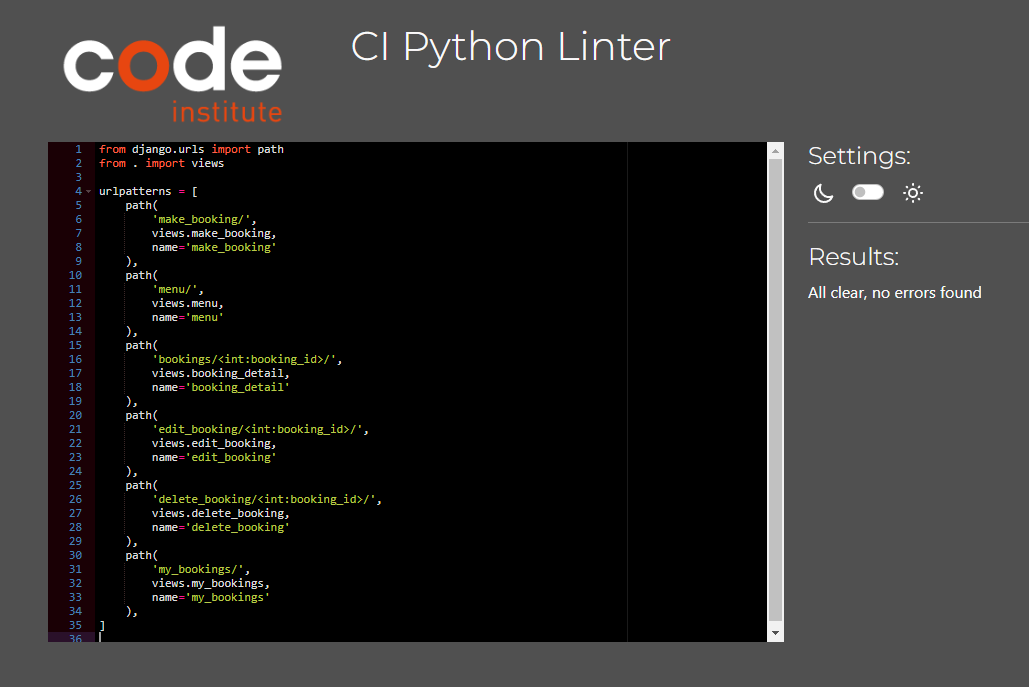 code
institute
CI Python Linter
1 from django.urls import path
2 from . import views
3
4 urlpatterns = [
5     path(
6         'make_booking/',
7         views.make_booking,
8         name='make_booking'
9     ),
10     path(
11         'menu/',
12         views.menu,
13         name='menu'
14     ),
15     path(
16         'bookings/<int:booking_id>/',
17         views.booking_detail,
18         name='booking_detail'
19     ),
20     path(
21         'edit_booking/<int:booking_id>/',
22         views.edit_booking,
23         name='edit_booking'
24     ),
25     path(
26         'delete_booking/<int:booking_id>/',
27         views.delete_booking,
28         name='delete_booking'
29     ),
30     path(
31         'my_bookings/',
32         views.my_bookings,
33         name='my_bookings'
34     ),
35 ]
36
Settings:
Results:
All clear, no errors found